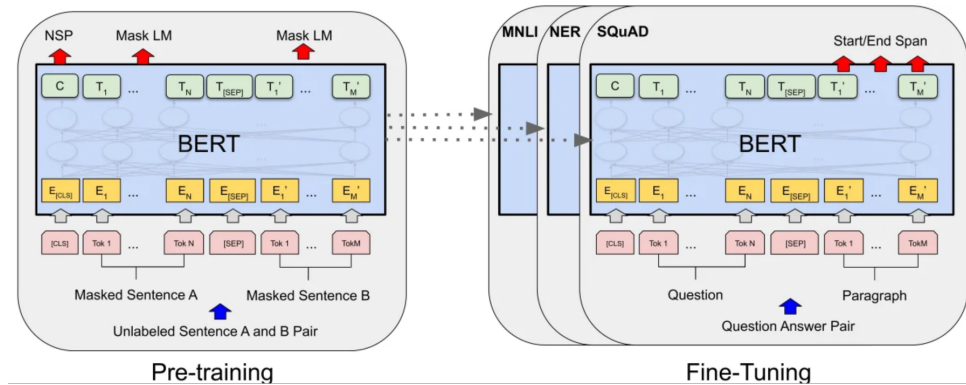 NSP Mask LM Mask LM
C T1 ... TN T[SEP] T1' ... TM'
BERT
E[CLS] E1 ... EN E[SEP] E1' ... EM'
[CLS] Tok 1 ... Tok N [SEP] Tok 1 ... TokM
Masked Sentence A Masked Sentence B
Unlabeled Sentence A and B Pair
Pre-training
MNLI NER SQuAD
Start/End Span
C T1 ... TN T[SEP] T1' ... TM'
BERT
E[CLS] E1 ... EN E[SEP] E1' ... EM'
[CLS] Tok 1 ... Tok N [SEP] Tok 1 ... TokM
Question Paragraph
Question Answer Pair
Fine-Tuning